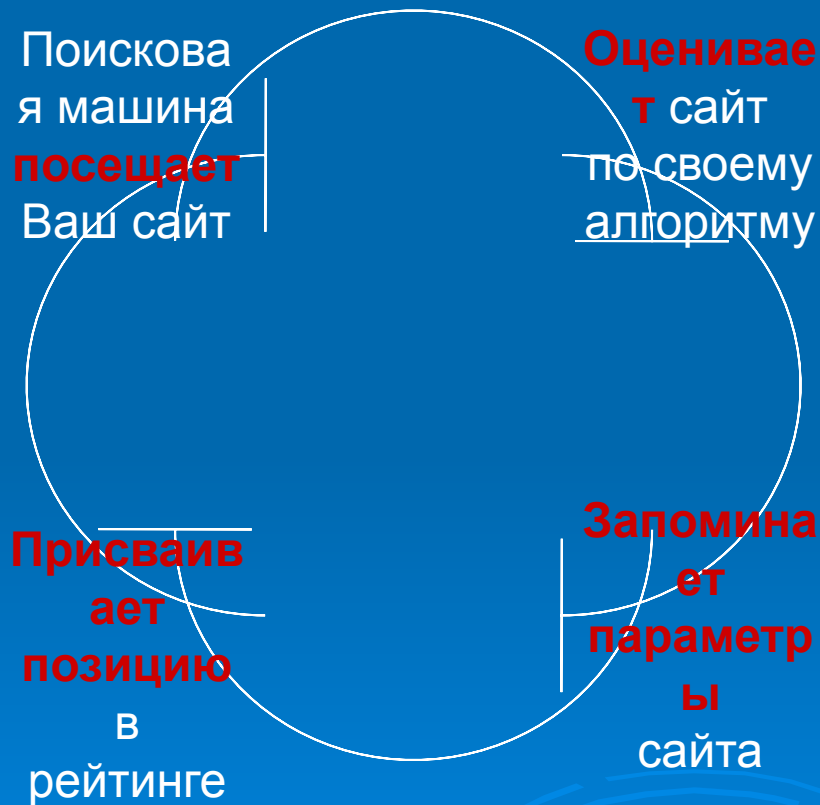 Поискова
я машина
посещает
Ваш сайт
Оценивае
т сайт
по своему
алгоритму
Запомина
ет
параметр
ы
сайта
Присваив
ает
позицию
в
рейтинге